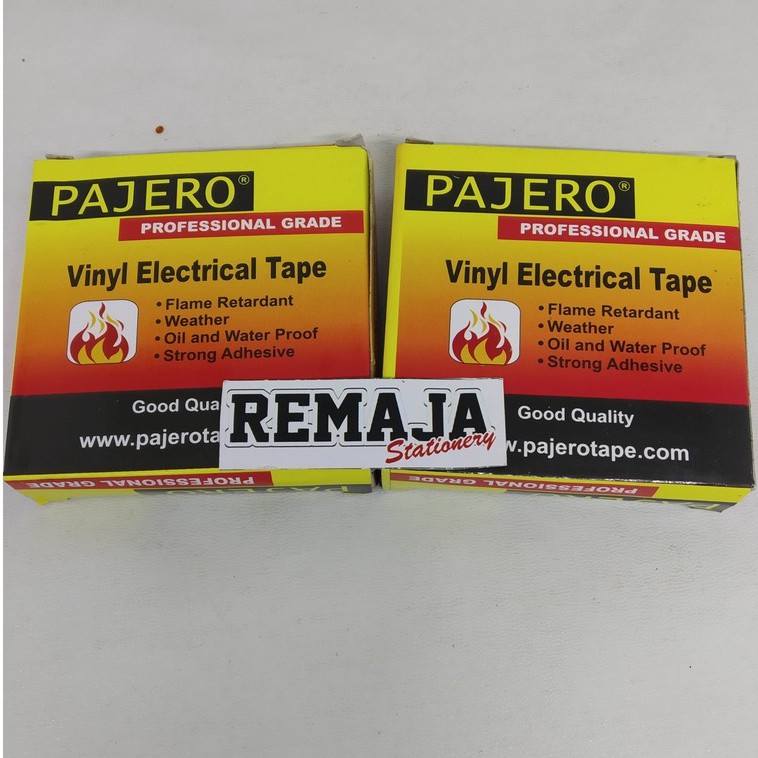 PAJERO®
PROFESSIONAL GRADE
Vinyl Electrical Tape
• Flame Retardant
• Weather
• Oil and Water Proof
• Strong Adhesive
Good Qua
www.pajerota
PROFESSIONAL GRADE
PAJERO
PAJERO®
PROFESSIONAL GRADE
Vinyl Electrical Tape
• Flame Retardant
• Weather
• Oil and Water Proof
• Strong Adhesive
Good Quality
w.pajerotape.com
PROFESSIONAL GRADE
REMAJA
Stationery